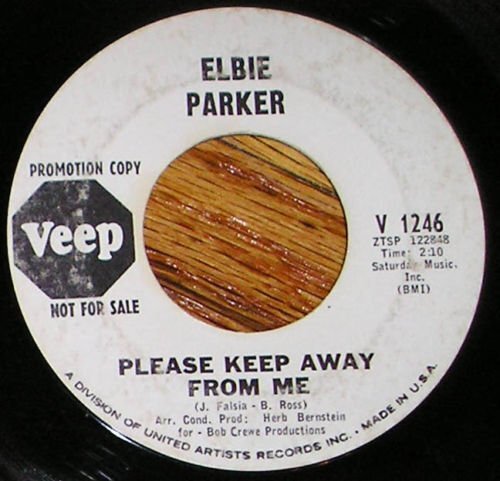 ELBIE
PARKER
PROMOTION COPY
Veep
NOT FOR SALE
V 1246
ZTSP 122848
Time: 2:10
Saturday Music,
Inc.
(BMI)
PLEASE KEEP AWAY
FROM ME
(J. Falsia - B. Ross)
Arr. Cond. Prod: Herb Bernstein
for - Bob Crewe Productions
A DIVISION OF UNITED ARTISTS RECORDS INC. • MADE IN U.S.A.